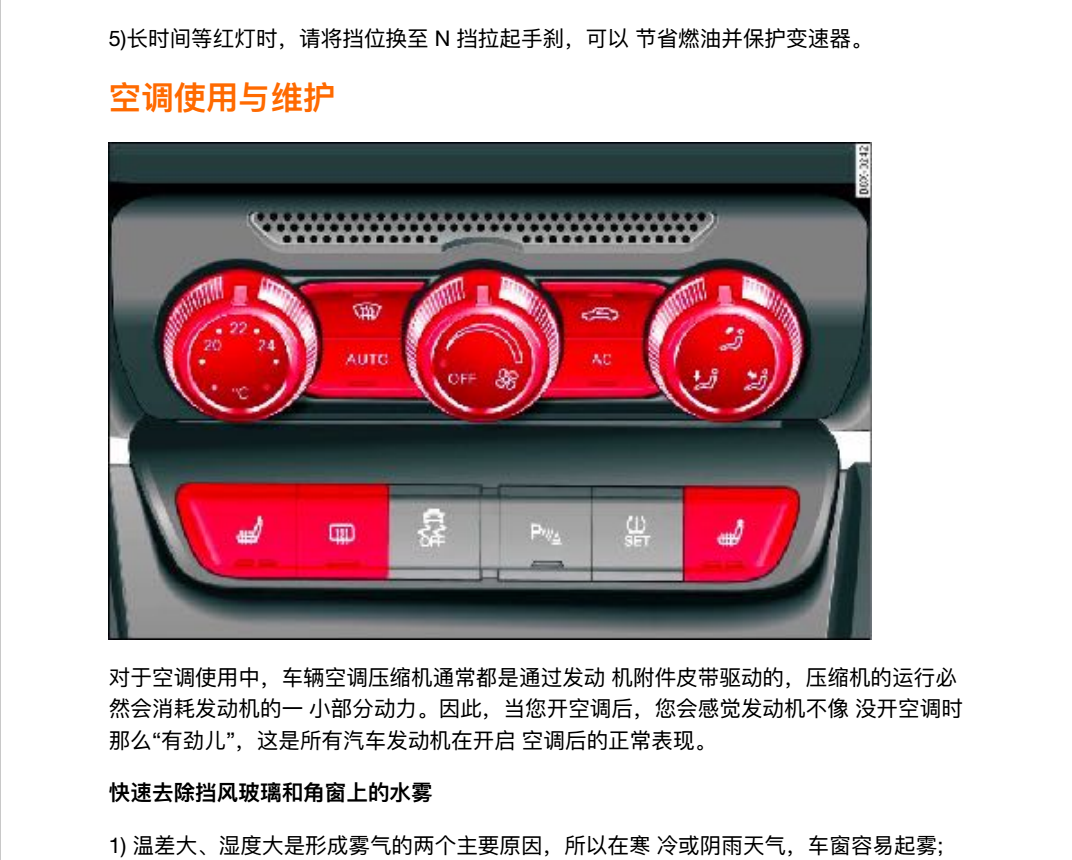 5)长时间等红灯时，请将挡位换至 N 挡拉起手刹，可以 节省燃油并保护变速器。
空调使用与维护
B8X-0242
22
20
24
°C
AUTO
OFF
AC
OFF
P
SET
对于空调使用中，车辆空调压缩机通常都是通过发动 机附件皮带驱动的，压缩机的运行必
然会消耗发动机的一 小部分动力。因此，当您开空调后，您会感觉发动机不像 没开空调时
那么“有劲儿”，这是所有汽车发动机在开启 空调后的正常表现。
快速去除挡风玻璃和角窗上的水雾
1) 温差大、湿度大是形成雾气的两个主要原因，所以在寒 冷或阴雨天气，车窗容易起雾;